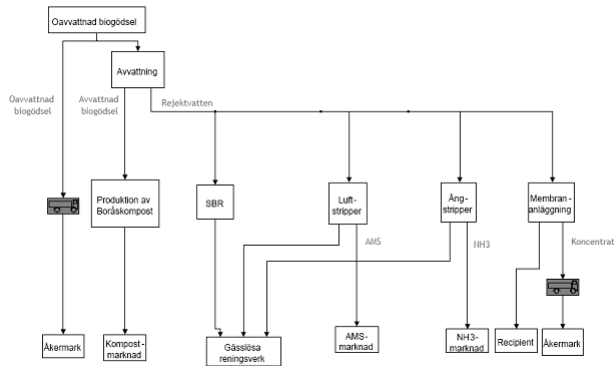 Oavvattnad biogödsel
Avvattning
Oavvattnad
biogödsel
Avvattnad
biogödsel
Rejektvatten
Produktion av
Boråskompost
SBR
Luft-
stripper
Ång-
stripper
Membran-
anläggning
AMS
NH3
Koncentrat
Åkermark
Kompost-
marknad
Gässlösa
reningsverk
AMS-
marknad
NH3-
marknad
Recipient
Åkermark